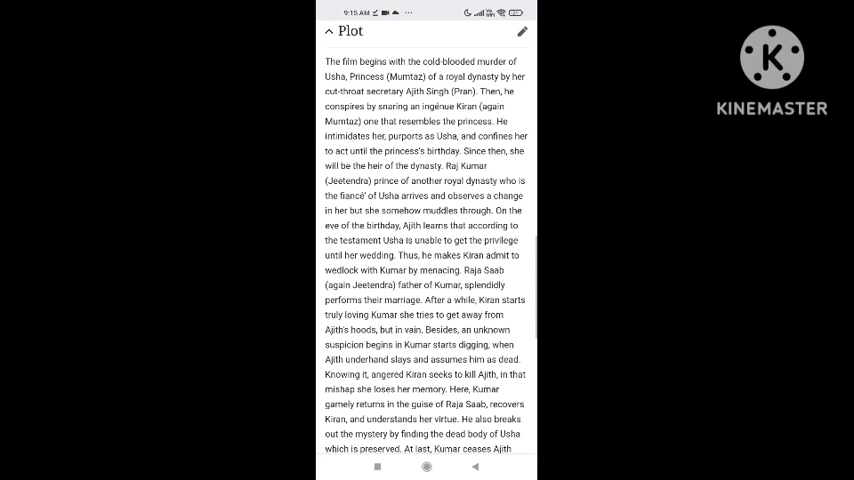 9:15 AM
Plot
The film begins with the cold-blooded murder of
Usha, Princess (Mumtaz) of a royal dynasty by her
cut-throat secretary Ajith Singh (Pran). Then, he
conspires by snaring an ingénue Kiran (again
Mumtaz) one that resembles the princess. He
intimidates her, purports as Usha, and confines her
to act until the princess's birthday. Since then, she
will be the heir of the dynasty. Raj Kumar
(Jeetendra) prince of another royal dynasty who is
the fiancé' of Usha arrives and observes a change
in her but she somehow muddles through. On the
eve of the birthday, Ajith learns that according to
the testament Usha is unable to get the privilege
until her wedding. Thus, he makes Kiran admit to
wedlock with Kumar by menacing. Raja Saab
(again Jeetendra) father of Kumar, splendidly
performs their marriage. After a while, Kiran starts
truly loving Kumar she tries to get away from
Ajith's hoods, but in vain. Besides, an unknown
suspicion begins in Kumar starts digging, when
Ajith underhand slays and assumes him as dead.
Knowing it, angered Kiran seeks to kill Ajith, in that
mishap she loses her memory. Here, Kumar
gamely returns in the guise of Raja Saab, recovers
Kiran, and understands her virtue. He also breaks
out the mystery by finding the dead body of Usha
which is preserved. At last, Kumar ceases Ajith
K
KINEMASTER